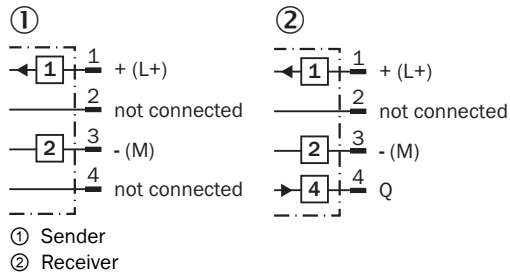 ① ②
1 1 + (L+)
2 not connected
2 3 - (M)
4 not connected
1 1 + (L+)
2 not connected
2 3 - (M)
4 4 Q
① Sender
② Receiver